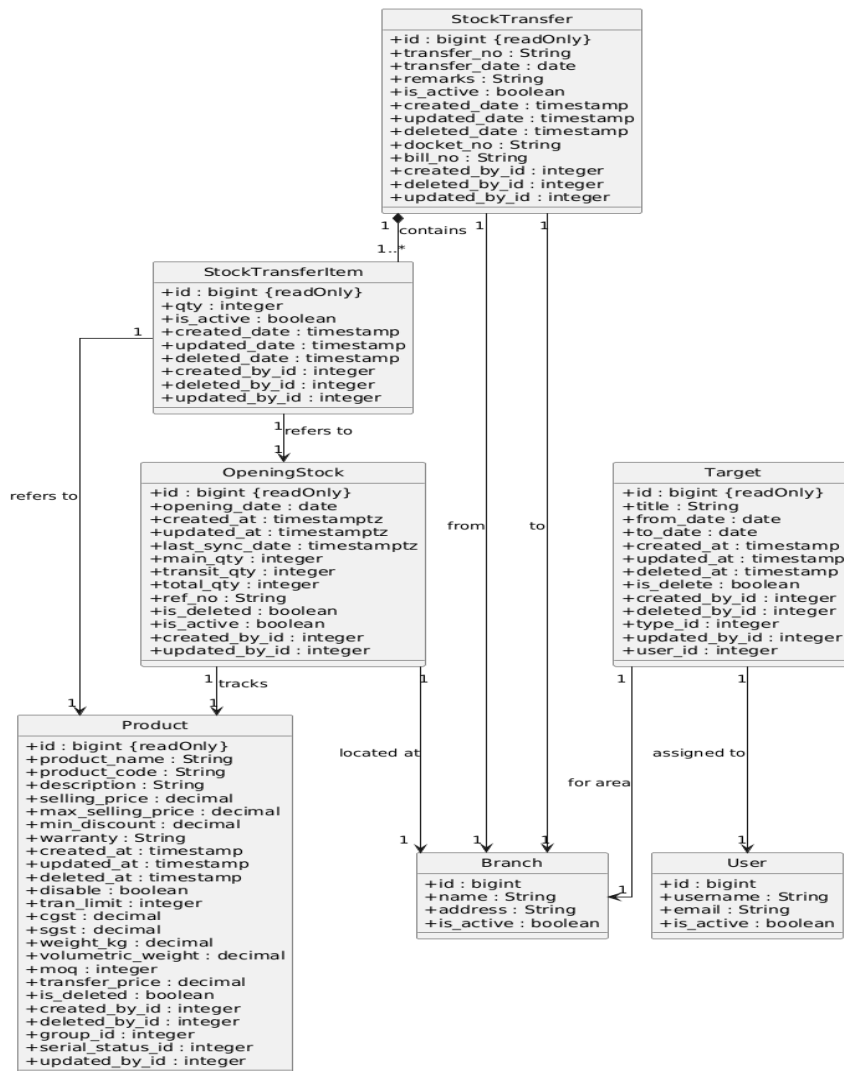 StockTransfer
+id : bigint {readOnly}
+transfer_no : String
+transfer_date : date
+remarks : String
+is_active : boolean
+created_date : timestamp
+updated_date : timestamp
+deleted_date : timestamp
+docket_no : String
+bill_no : String
+created_by_id : integer
+deleted_by_id : integer
+updated_by_id : integer
1
contains
1..*
1
1
StockTransferItem
+id : bigint {readOnly}
+qty : integer
+is_active : boolean
+created_date : timestamp
+updated_date : timestamp
+deleted_date : timestamp
+created_by_id : integer
+deleted_by_id : integer
+updated_by_id : integer
1
1
refers to
1
OpeningStock
+id : bigint {readOnly}
+opening_date : date
+created_at : timestamptz
+updated_at : timestamptz
+last_sync_date : timestamptz
+main_qty : integer
+transit_qty : integer
+total_qty : integer
+ref_no : String
+is_deleted : boolean
+is_active : boolean
+created_by_id : integer
+updated_by_id : integer
refers to
from
to
Target
+id : bigint {readOnly}
+title : String
+from_date : date
+to_date : date
+created_at : timestamp
+updated_at : timestamp
+deleted_at : timestamp
+is_delete : boolean
+created_by_id : integer
+deleted_by_id : integer
+type_id : integer
+updated_by_id : integer
+user_id : integer
1
tracks
1
1
1
1
1
located at
for area
assigned to
1
1
1
1
1
Product
+id : bigint {readOnly}
+product_name : String
+product_code : String
+description : String
+selling_price : decimal
+max_selling_price : decimal
+min_discount : decimal
+warranty : String
+created_at : timestamp
+updated_at : timestamp
+deleted_at : timestamp
+disable : boolean
+tran_limit : integer
+cgst : decimal
+sgst : decimal
+weight_kg : decimal
+volumetric_weight : decimal
+moq : integer
+transfer_price : decimal
+is_deleted : boolean
+created_by_id : integer
+deleted_by_id : integer
+group_id : integer
+serial_status_id : integer
+updated_by_id : integer
Branch
+id : bigint
+name : String
+address : String
+is_active : boolean
1
User
+id : bigint
+username : String
+email : String
+is_active : boolean